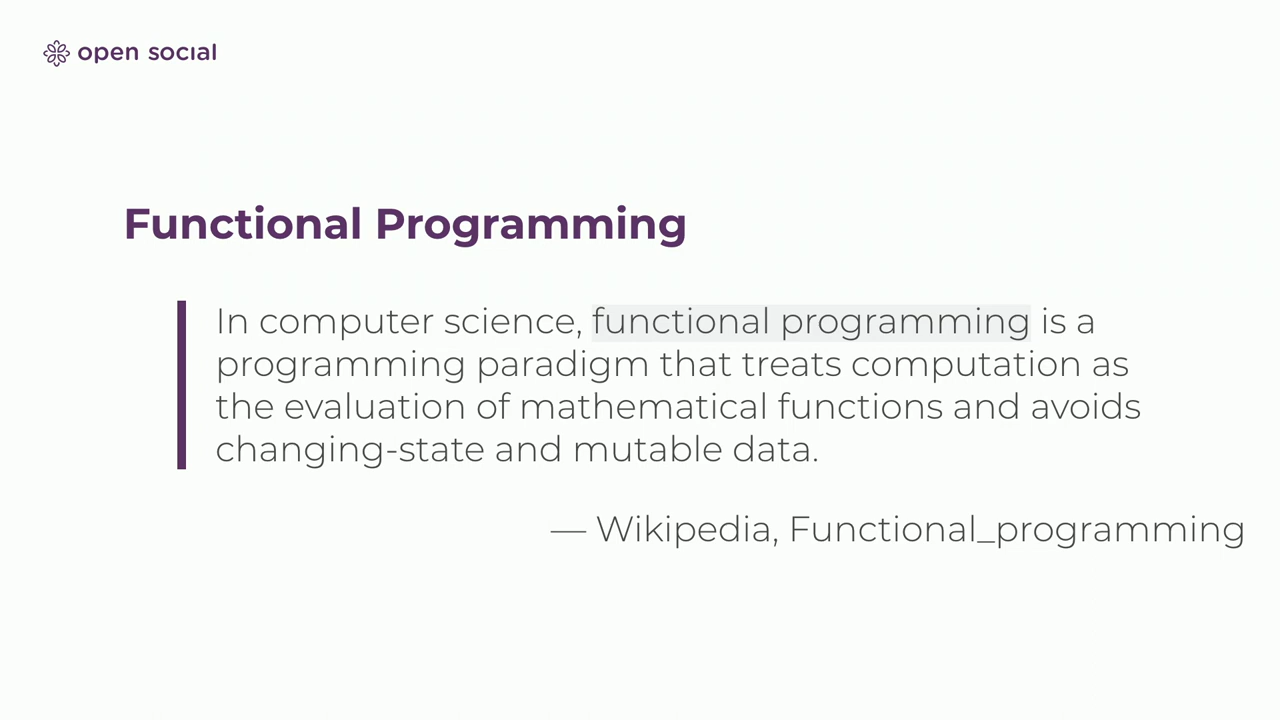 open social
Functional Programming
In computer science, functional programming is a
programming paradigm that treats computation as
the evaluation of mathematical functions and avoids
changing-state and mutable data.
— Wikipedia, Functional_programming